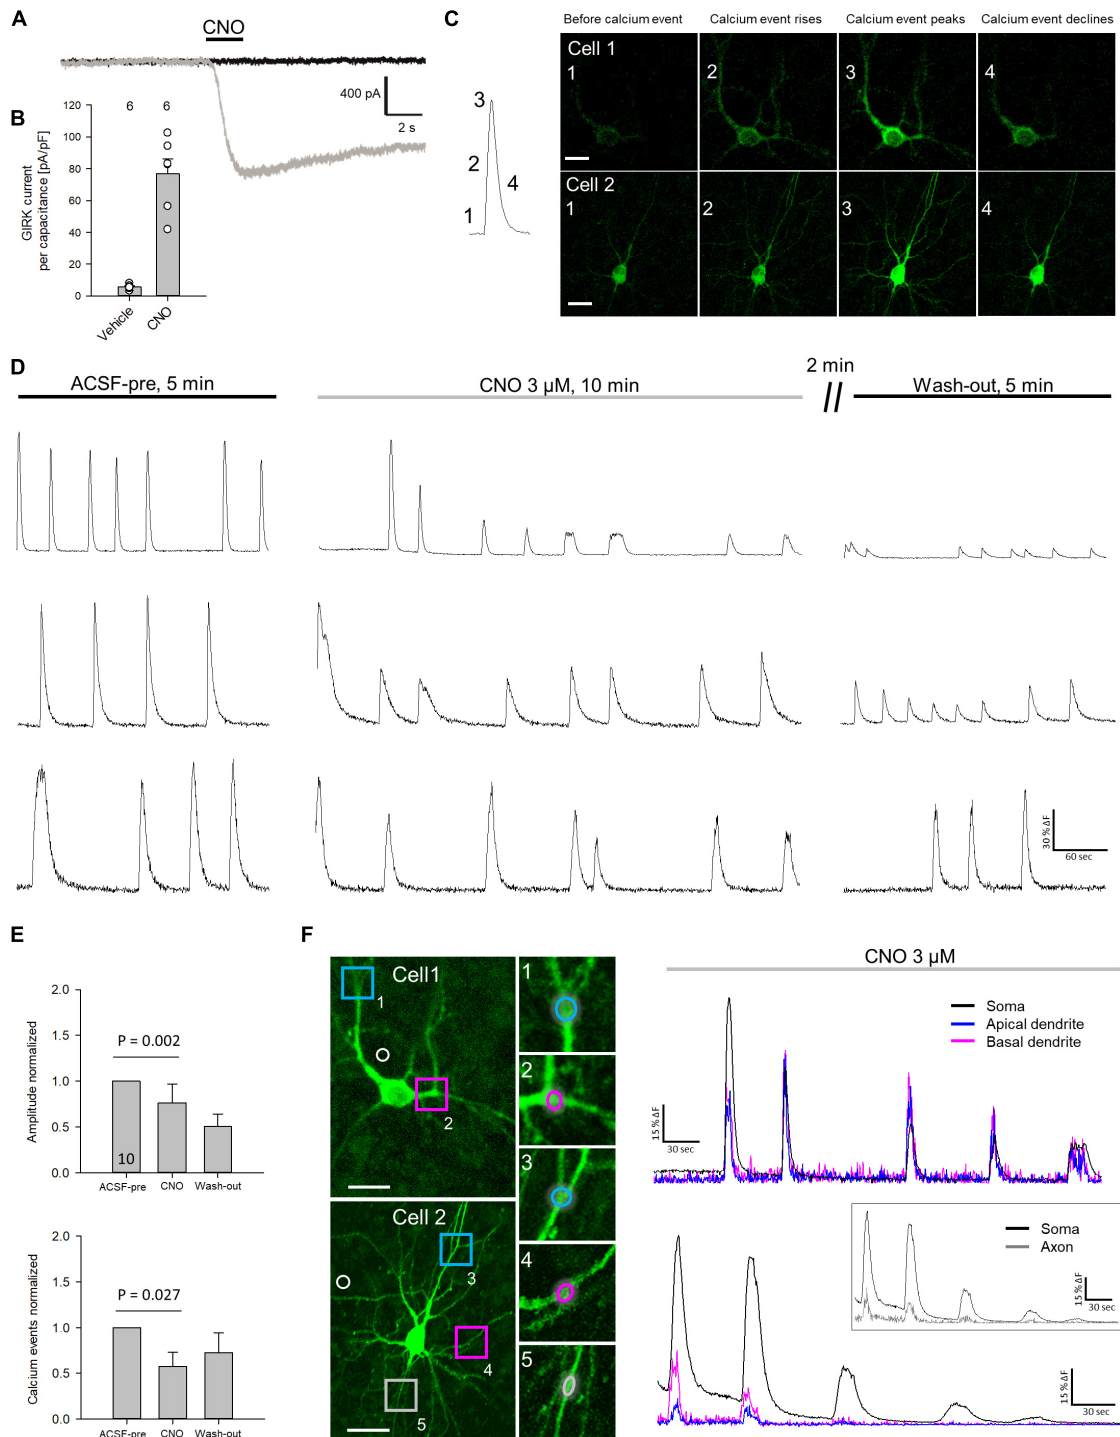 A
CNO
400 pA
2 s
B
GIRK current
per capacitance [pA/pF]
120
100
80
60
40
20
0
6 6
Vehicle
CNO
C
Before calcium event
Calcium event rises
Calcium event peaks
Calcium event declines
3
2
4
1
Cell 1
1
2
3
4
Cell 2
1
2
3
4
D
ACSF-pre, 5 min
CNO 3 µM, 10 min
2 min
//
Wash-out, 5 min
30 % ΔF
60 sec
E
Amplitude normalized
2.0
1.5
1.0
0.5
0.0
P = 0.002
10
ACSF-pre
CNO
Wash-out
Calcium events normalized
2.0
1.5
1.0
0.5
0.0
P = 0.027
ACSF-pre
CNO
Wash-out
F
Cell1
1
2
Cell 2
3
4
5
1
2
3
4
5
CNO 3 µM
Soma
Apical dendrite
Basal dendrite
15 % ΔF
30 sec
Soma
Axon
15 % ΔF
30 sec
15 % ΔF
30 sec